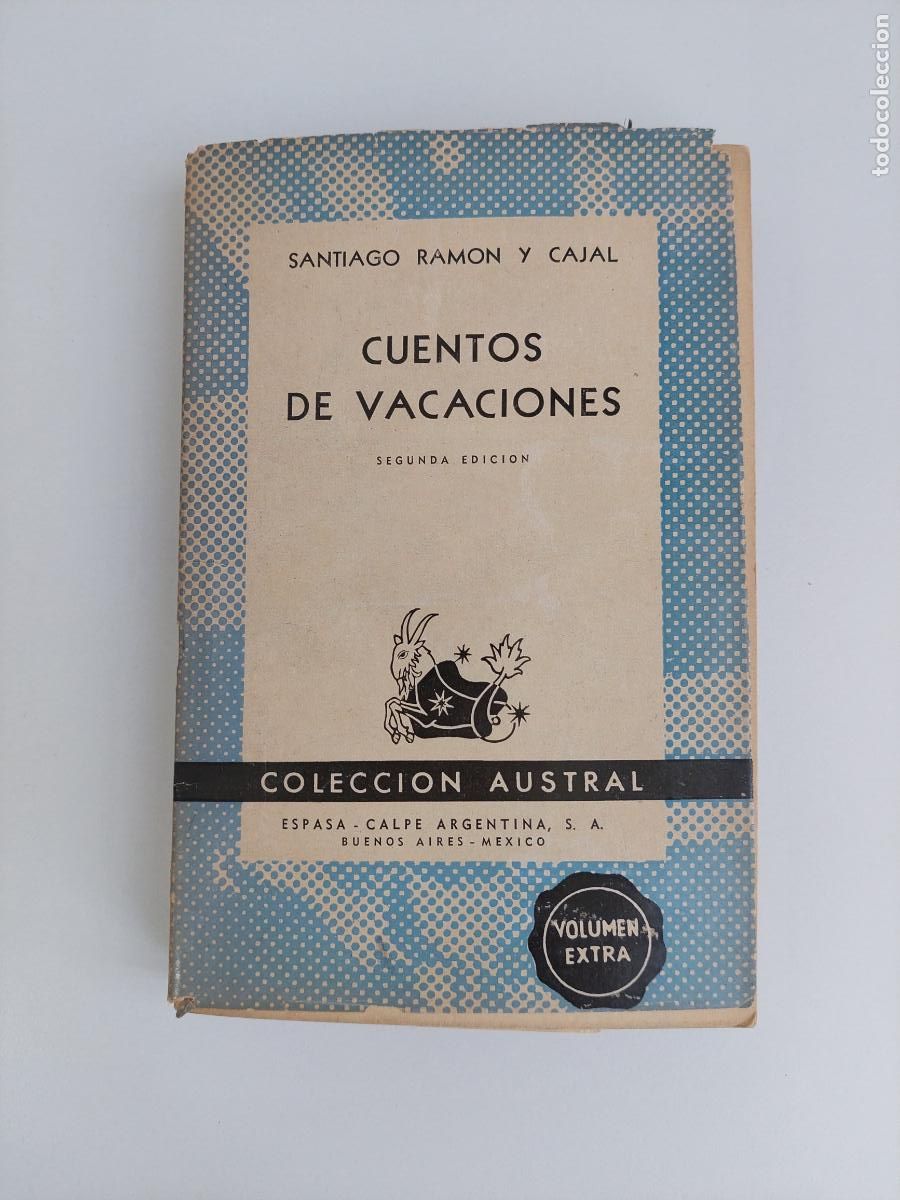 SANTIAGO RAMON Y CAJAL
CUENTOS
DE VACACIONES
SEGUNDA EDICION
COLECCION AUSTRAL
ESPASA - CALPE ARGENTINA, S. A.
BUENOS AIRES - MEXICO
VOLUMEN
EXTRA
todocoleccion